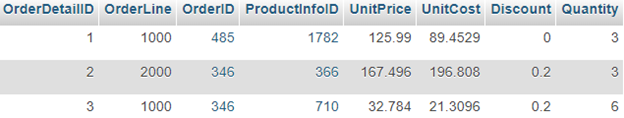 OrderDetailID OrderLine OrderID ProductInfoID UnitPrice UnitCost Discount Quantity
1 1000 485 1782 125.99 89.4529 0 3
2 2000 346 366 167.496 196.808 0.2 3
3 1000 346 710 32.784 21.3096 0.2 6